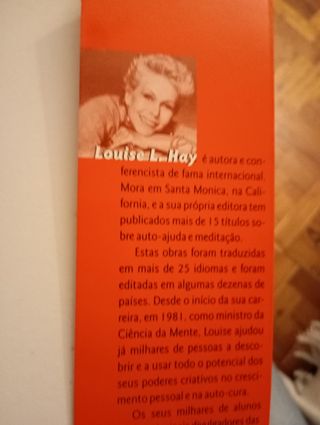 Louise L. Hay é autora e con-
ferencista de fama internacional.
Mora em Santa Monica, na Cali-
fornia, e a sua própria editora tem
publicados mais de 15 títulos so-
bre auto-ajuda e meditação.
Estas obras foram traduzidas
em mais de 25 idiomas e foram
editadas em algumas dezenas de
países. Desde o início da sua car-
reira, em 1981, como ministro da
Ciência da Mente, Louise ajudou
já milhares de pessoas a desco-
brir e a usar todo o potencial dos
seus poderes criativos no cresci-
mento pessoal e na auto-cura.
Os seus milhares de alunos